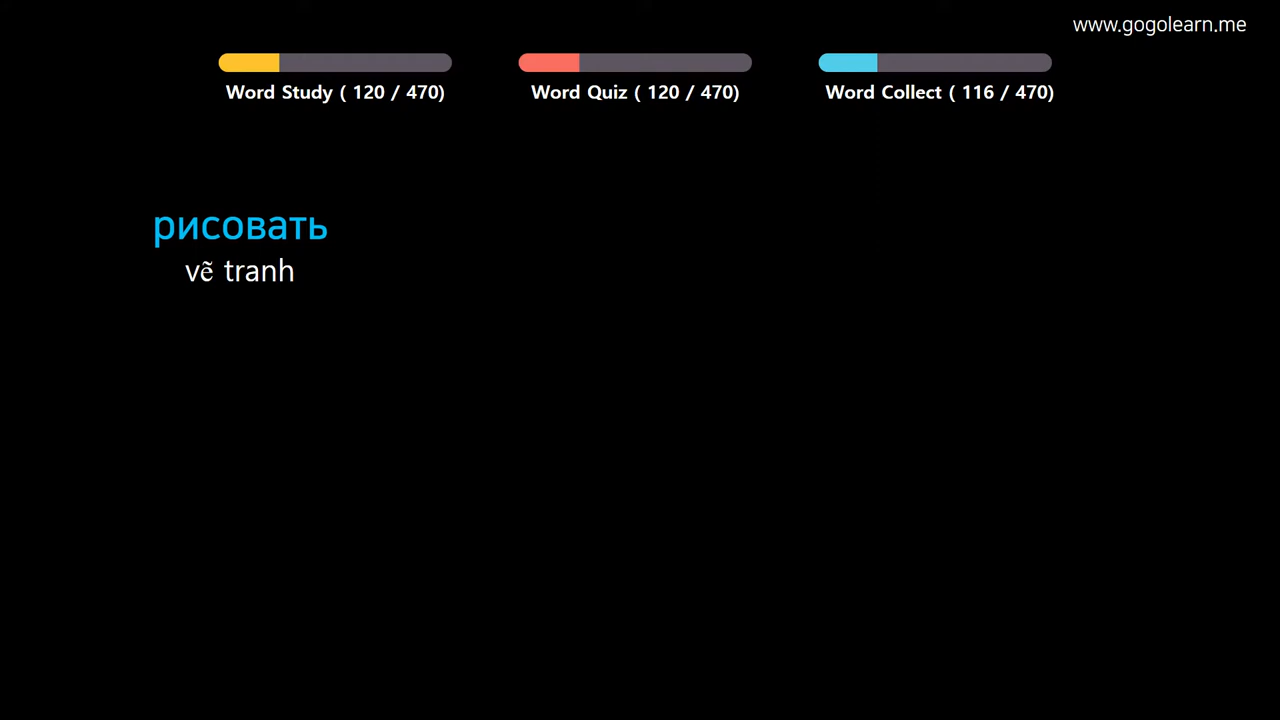 www.gogolearn.me
Word Study ( 120 / 470)
Word Quiz ( 120 / 470)
Word Collect ( 116 / 470)
рисовать
vẽ tranh